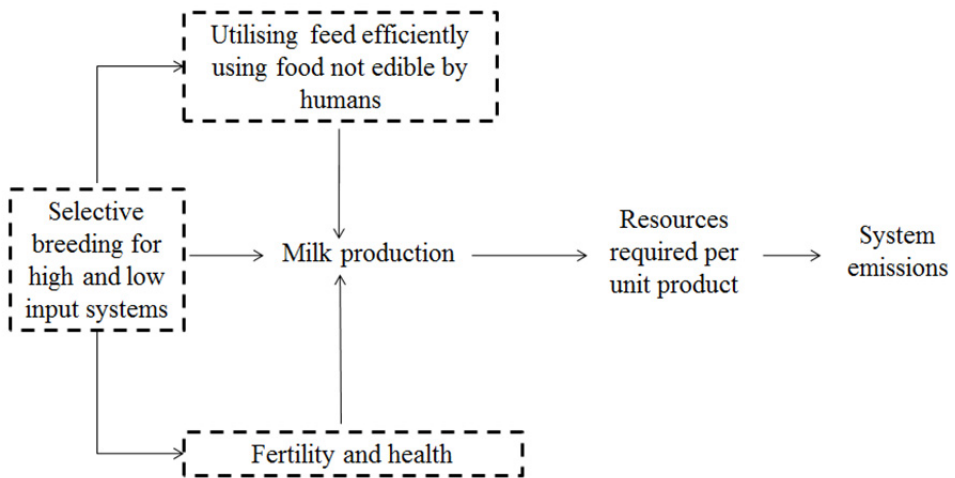 Utilising feed efficiently
using food not edible by
humans
Selective
breeding for
high and low
input systems
Milk production
Resources
required per
unit product
System
emissions
Fertility and health